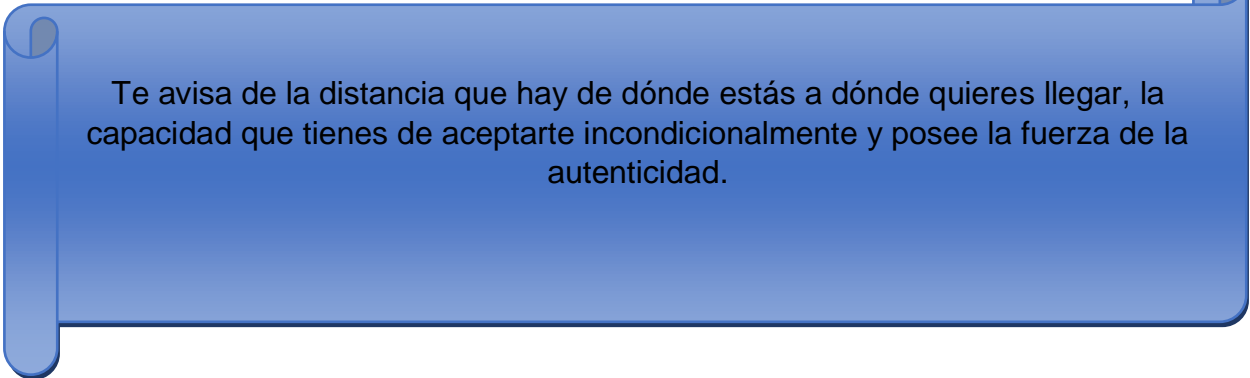 Te avisa de la distancia que hay de dónde estás a dónde quieres llegar, la
capacidad que tienes de aceptarte incondicionalmente y posee la fuerza de la
autenticidad.